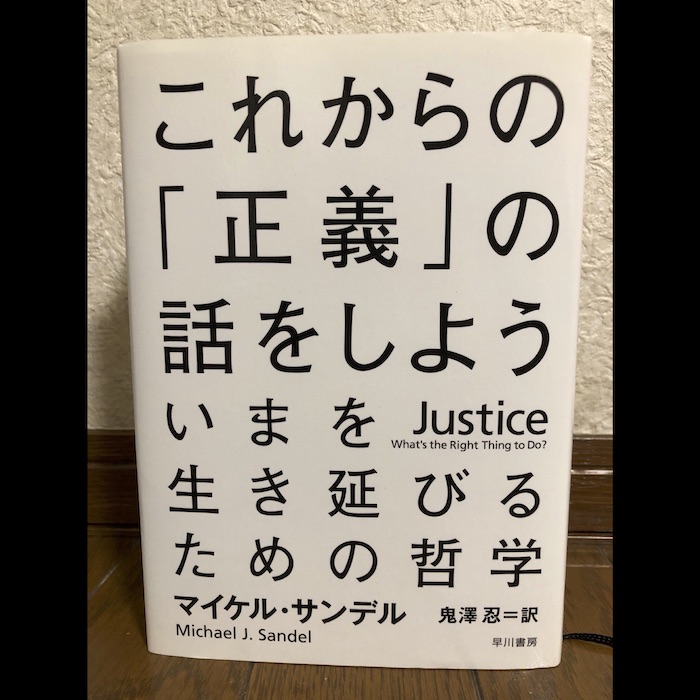 これからの
「正義」の
話をしよう
いまを
Justice
What's the Right Thing to Do?
生き延びる
ための哲学
マイケル・サンデル
Michael J. Sandel
鬼澤 忍=訳
早川書房